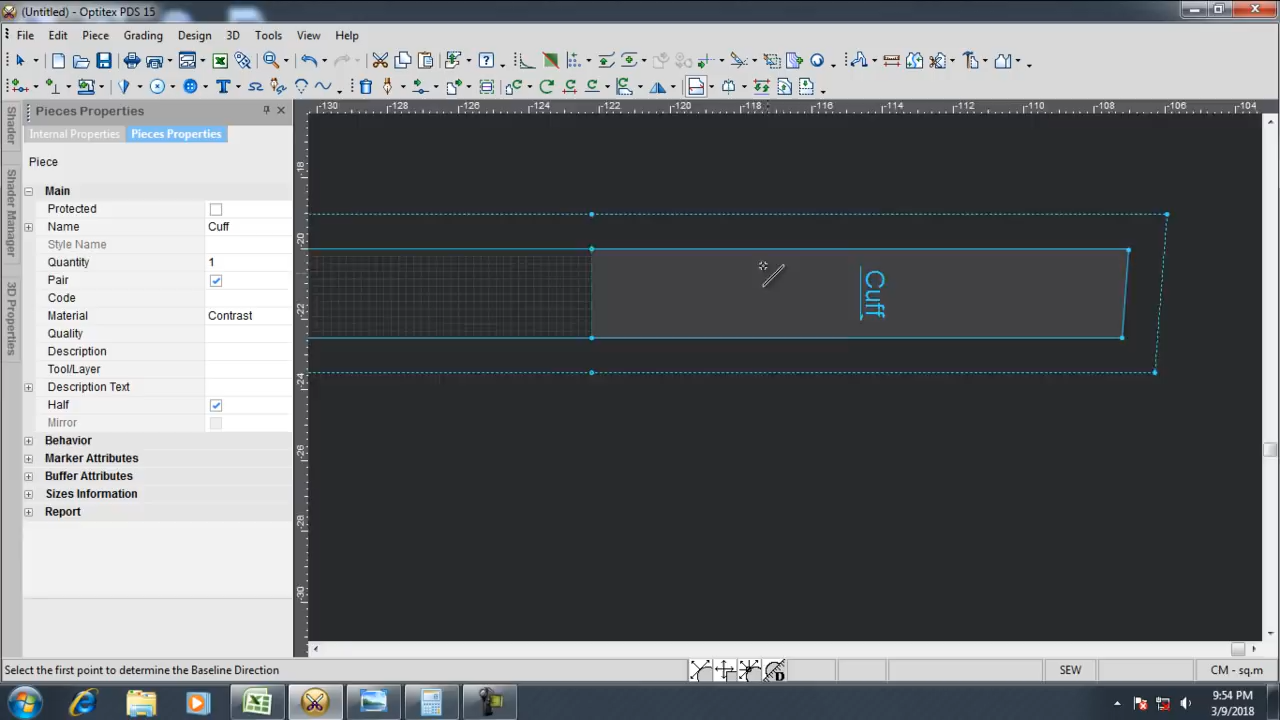 (Untitled) - Optitex PDS 15
File Edit Piece Grading Design 3D Tools View Help
Pieces Properties
Internal Properties Pieces Properties
Piece
Main
Protected
Name Cuff
Style Name
Quantity 1
Pair
Code
Material Contrast
Quality
Description
Tool/Layer
Description Text
Half
Mirror
Behavior
Marker Attributes
Buffer Attributes
Sizes Information
Report
Shader
Shader Manager
3D Properties
-130 -128 -126 -124 -122 -120 -118 -116 -114 -112 -110 -108 -106 -104
-18
-20
-22
-24
-26
-28
-30
Cuff
Select the first point to determine the Baseline Direction
D
SEW
CM - sq.m
9:54 PM
3/9/2018